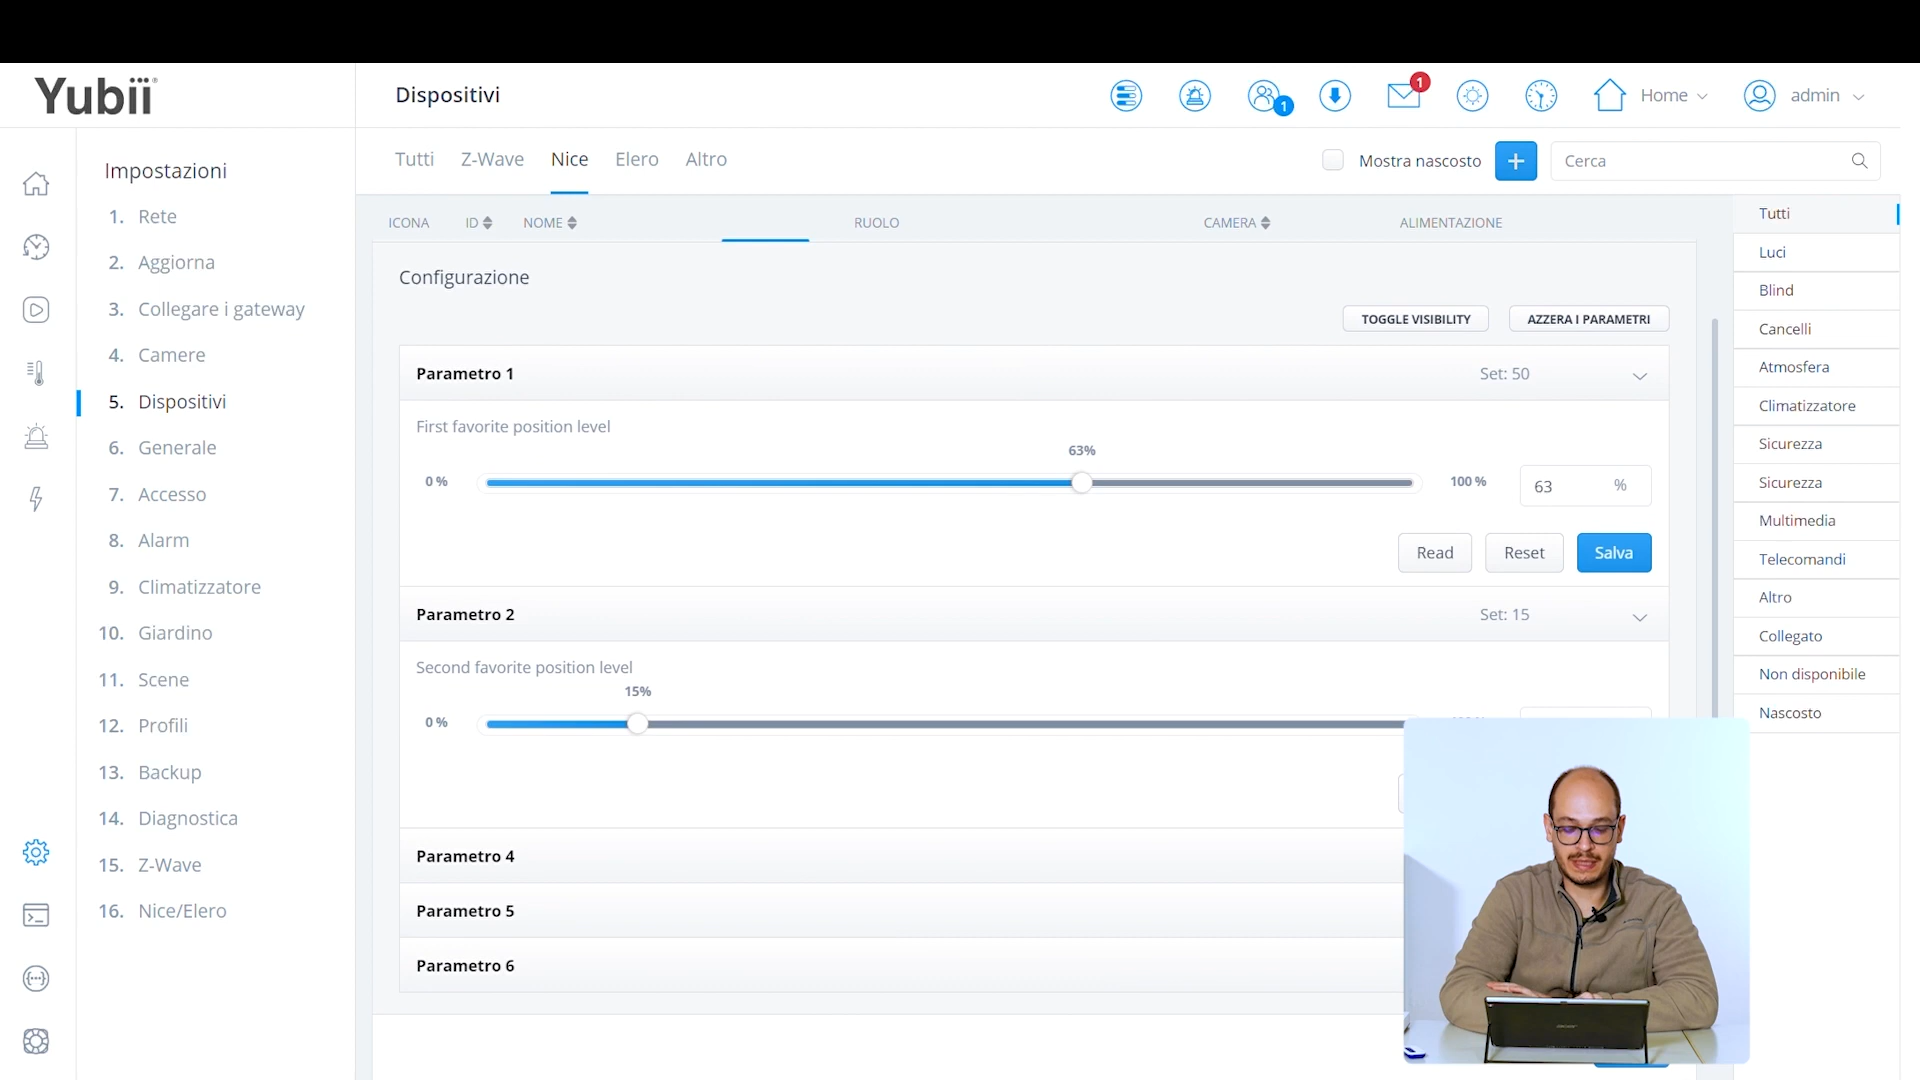 Yubii
Dispositivi
1
1
Home
admin
Impostazioni
1. Rete
2. Aggiorna
3. Collegare i gateway
4. Camere
5. Dispositivi
6. Generale
7. Accesso
8. Alarm
9. Climatizzatore
10. Giardino
11. Scene
12. Profili
13. Backup
14. Diagnostica
15. Z-Wave
16. Nice/Elero
Tutti Z-Wave Nice Elero Altro
Mostra nascosto
+
Cerca
ICONA ID NOME RUOLO CAMERA ALIMENTAZIONE
Configurazione
TOGGLE VISIBILITY AZZERA I PARAMETRI
Parametro 1 Set: 50
First favorite position level
63%
0 % 100 % 63 %
Read Reset Salva
Parametro 2 Set: 15
Second favorite position level
15%
0 %
Parametro 4
Parametro 5
Parametro 6
Tutti
Luci
Blind
Cancelli
Atmosfera
Climatizzatore
Sicurezza
Sicurezza
Multimedia
Telecomandi
Altro
Collegato
Non disponibile
Nascosto